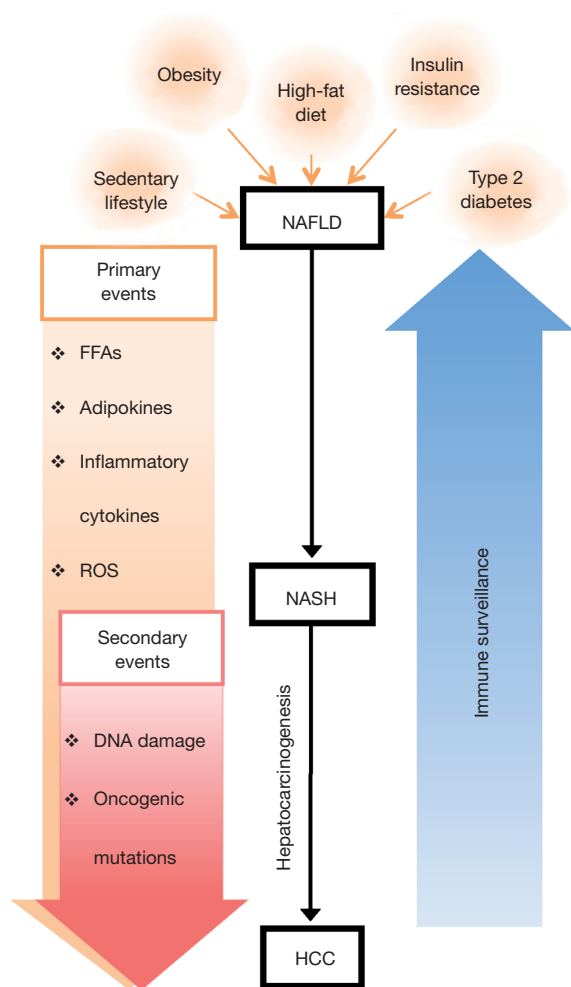 Obesity
High-fat
diet
Insulin
resistance
Sedentary
lifestyle
NAFLD
Type 2
diabetes
Primary
events
❖ FFAs
❖ Adipokines
❖ Inflammatory
cytokines
❖ ROS
Secondary
events
❖ DNA damage
❖ Oncogenic
mutations
NASH
Hepatocarcinogenesis
HCC
Immune surveillance